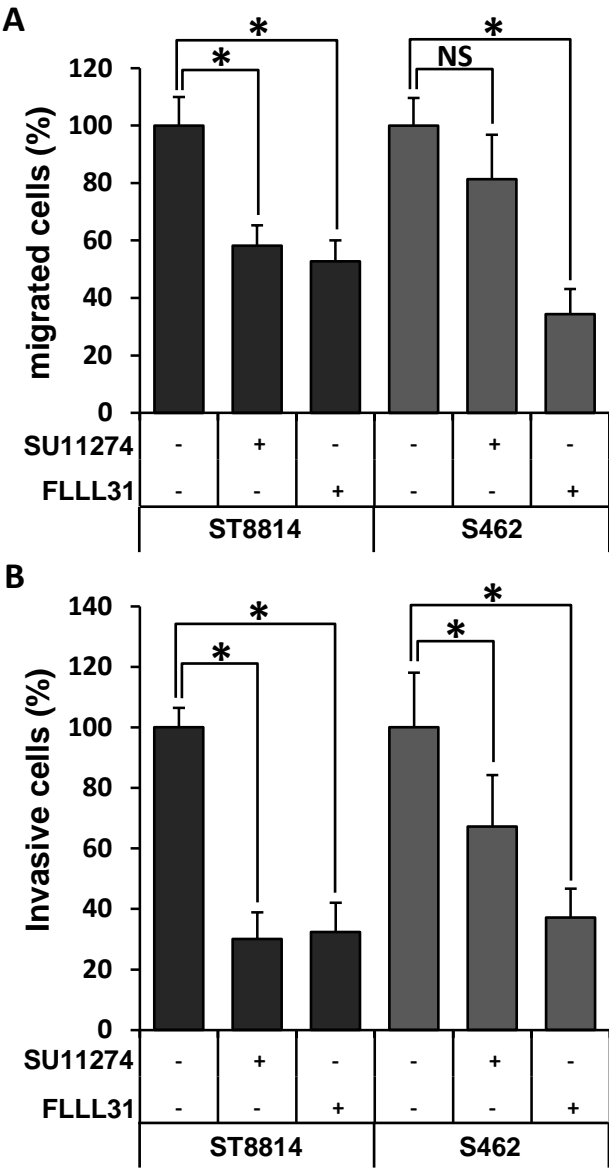 A
* *
* NS
migrated cells (%)
120
100
80
60
40
20
0
SU11274 - + - - + -
FLLL31 - - + - - +
ST8814 S462
B
Invasive cells (%)
140
120
100
80
60
40
20
0
* *
* *
SU11274 - + - - + -
FLLL31 - - + - - +
ST8814 S462